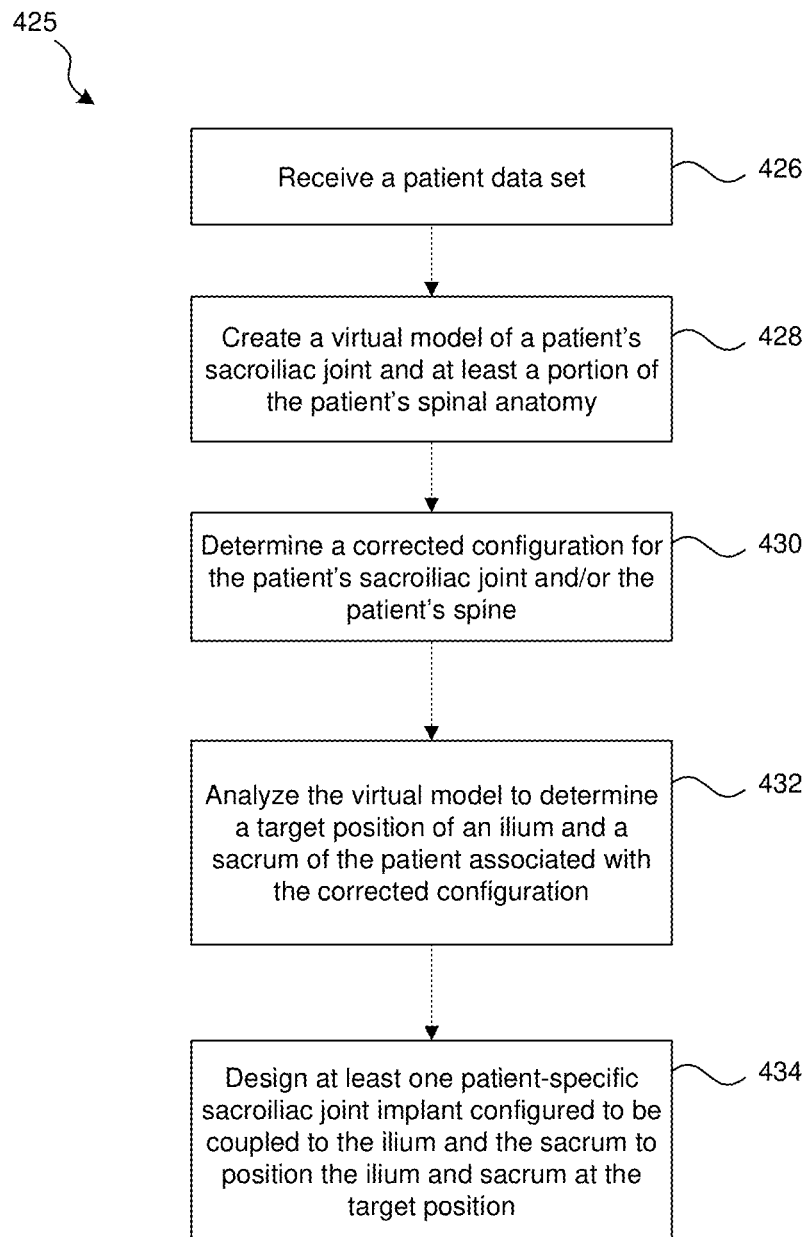 425
Receive a patient data set
426
Create a virtual model of a patient's
sacroiliac joint and at least a portion of
the patient's spinal anatomy
428
Determine a corrected configuration for
the patient's sacroiliac joint and/or the
patient's spine
430
Analyze the virtual model to determine
a target position of an ilium and a
sacrum of the patient associated with
the corrected configuration
432
Design at least one patient-specific
sacroiliac joint implant configured to be
coupled to the ilium and the sacrum to
position the ilium and sacrum at the
target position
434